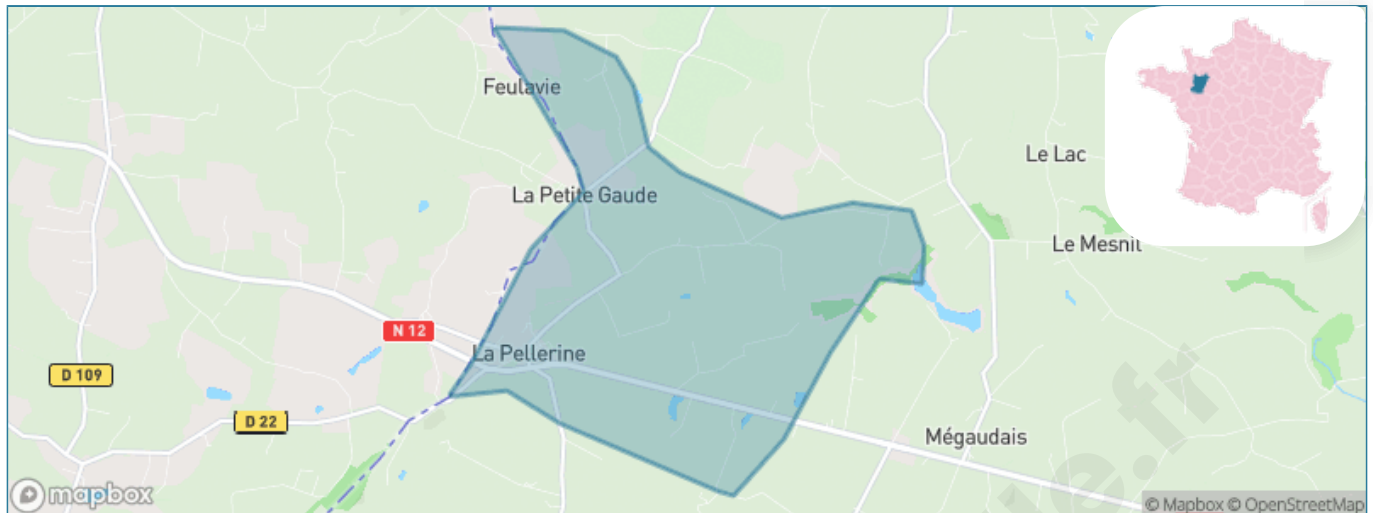 Feulavie
Le Lac
La Petite Gaude
Le Mesnil
N 12
La Pellerine
D 109
D 22
Mégaudais
mapbox
© Mapbox © OpenStreetMap